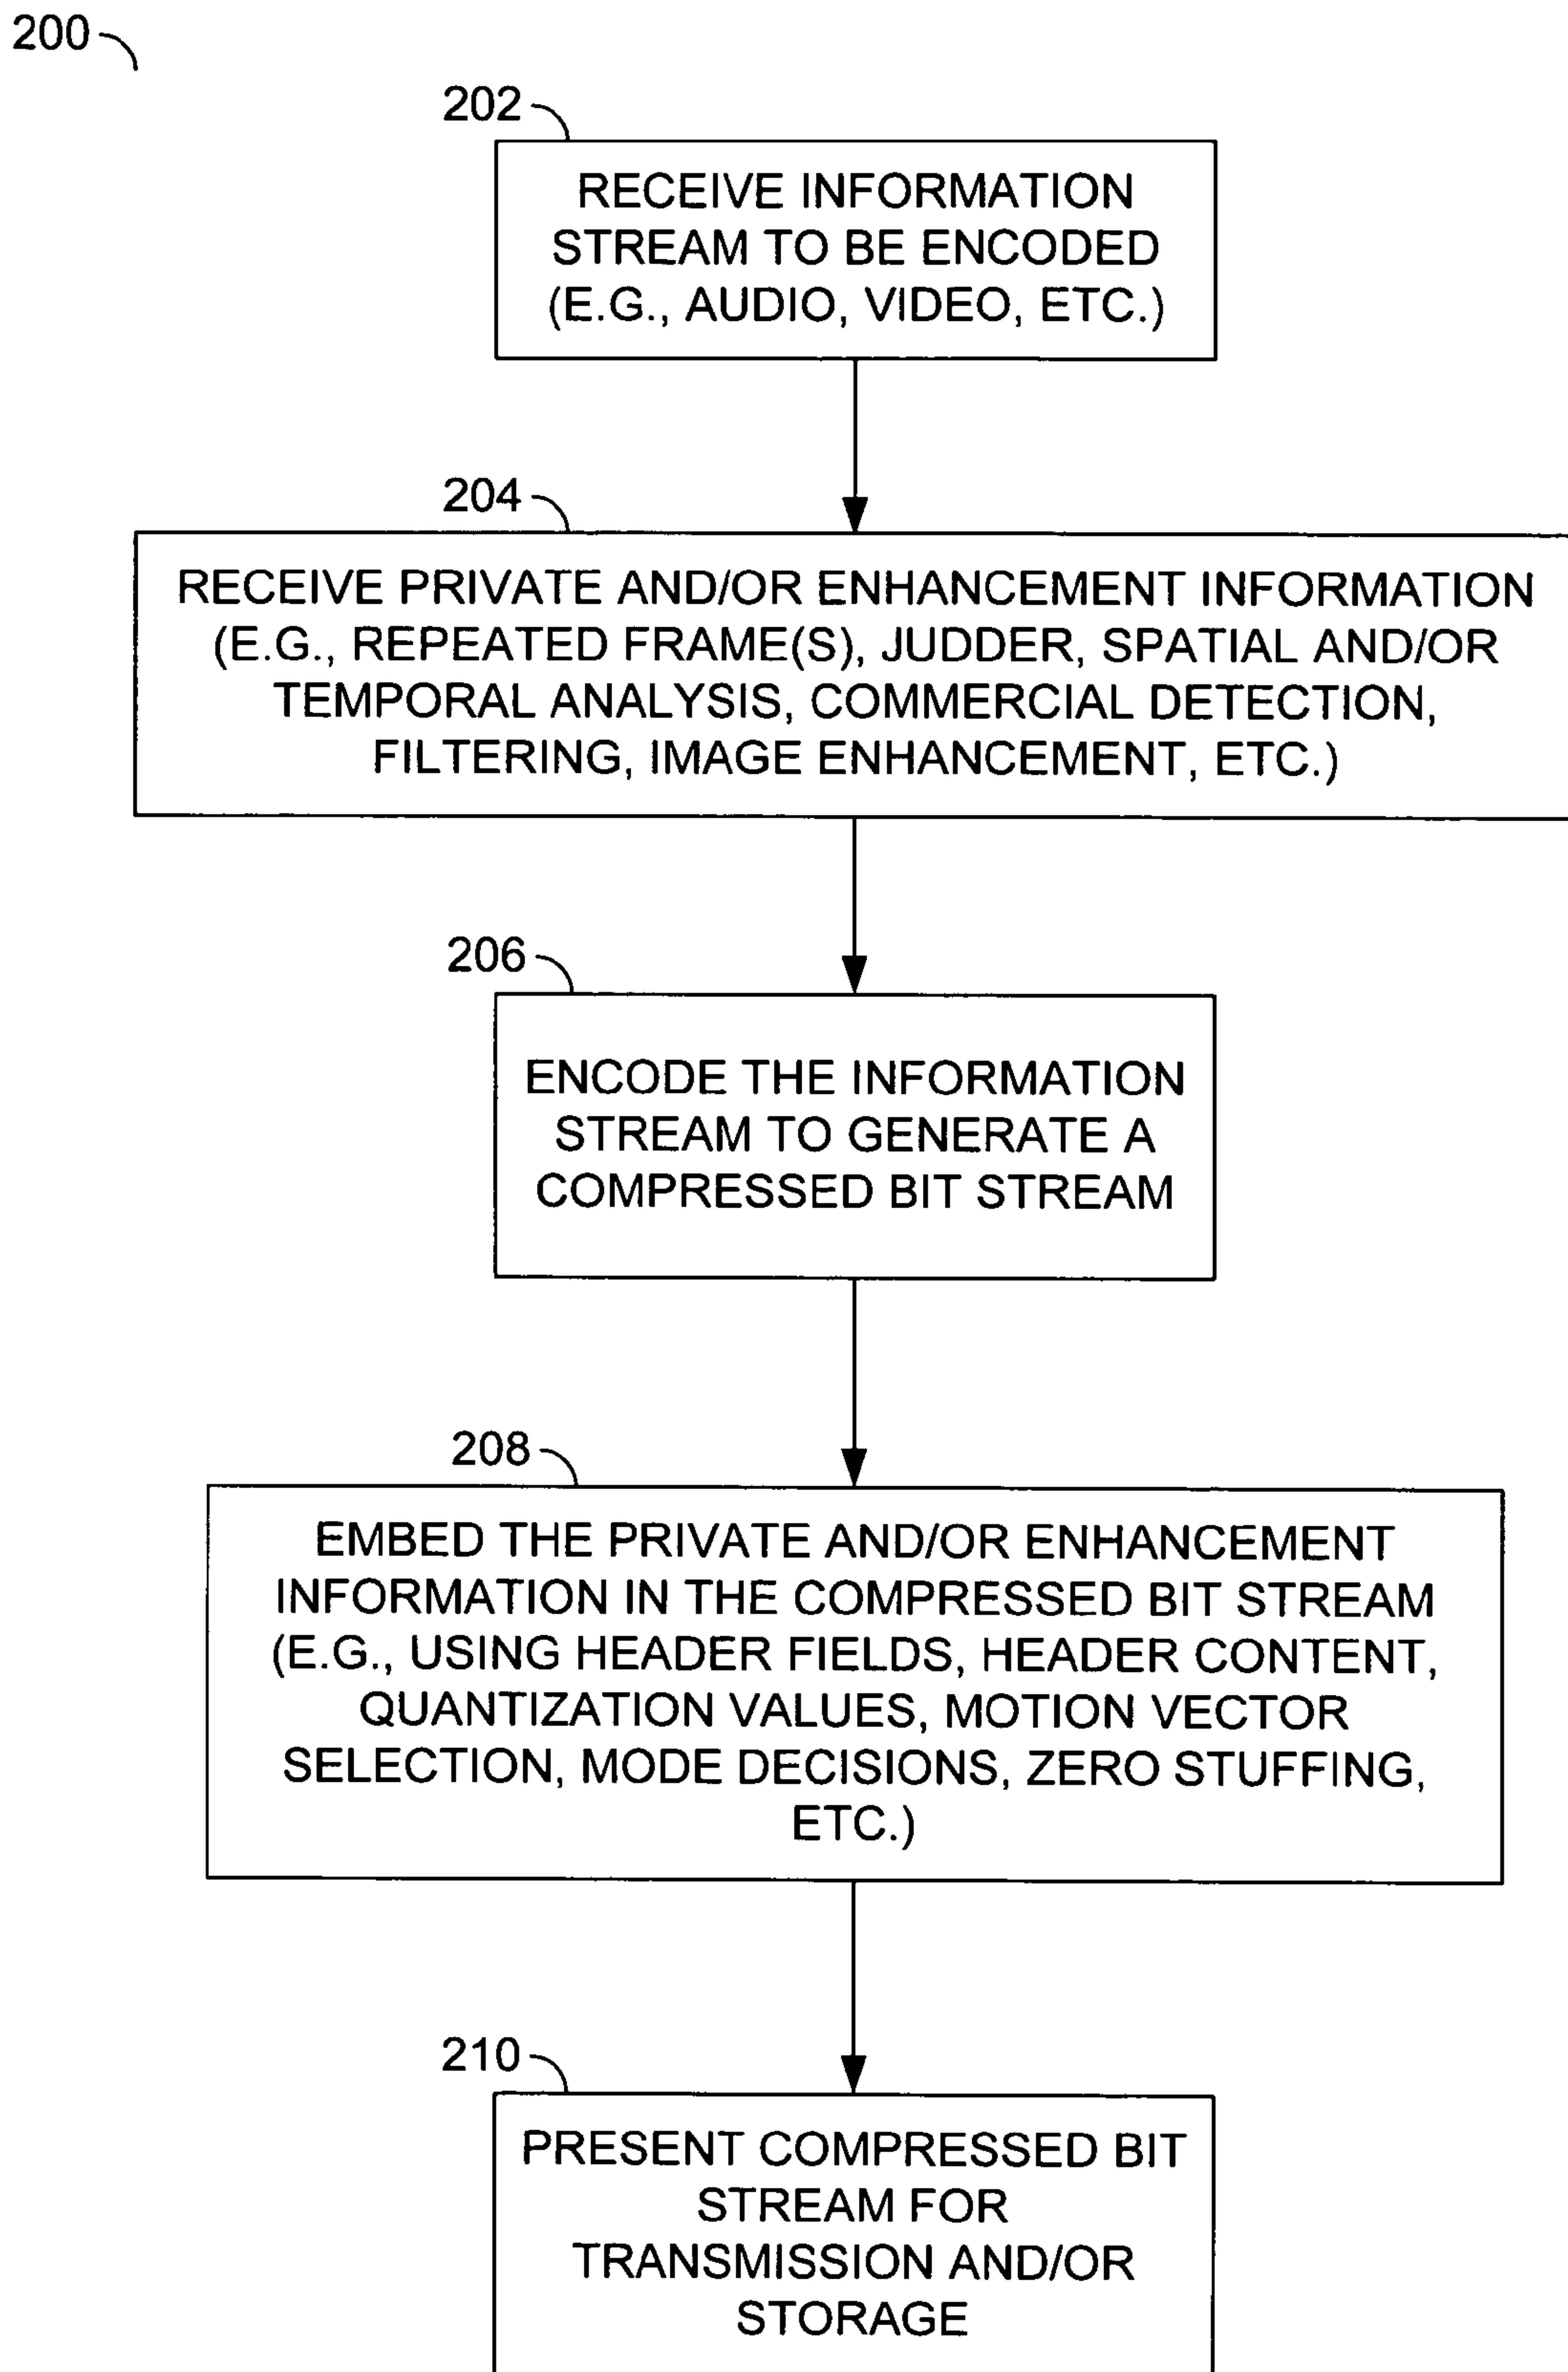 200
202
RECEIVE INFORMATION
STREAM TO BE ENCODED
(E.G., AUDIO, VIDEO, ETC.)
204
RECEIVE PRIVATE AND/OR ENHANCEMENT INFORMATION
(E.G., REPEATED FRAME(S), JUDDER, SPATIAL AND/OR
TEMPORAL ANALYSIS, COMMERCIAL DETECTION,
FILTERING, IMAGE ENHANCEMENT, ETC.)
206
ENCODE THE INFORMATION
STREAM TO GENERATE A
COMPRESSED BIT STREAM
208
EMBED THE PRIVATE AND/OR ENHANCEMENT
INFORMATION IN THE COMPRESSED BIT STREAM
(E.G., USING HEADER FIELDS, HEADER CONTENT,
QUANTIZATION VALUES, MOTION VECTOR
SELECTION, MODE DECISIONS, ZERO STUFFING,
ETC.)
210
PRESENT COMPRESSED BIT
STREAM FOR
TRANSMISSION AND/OR
STORAGE